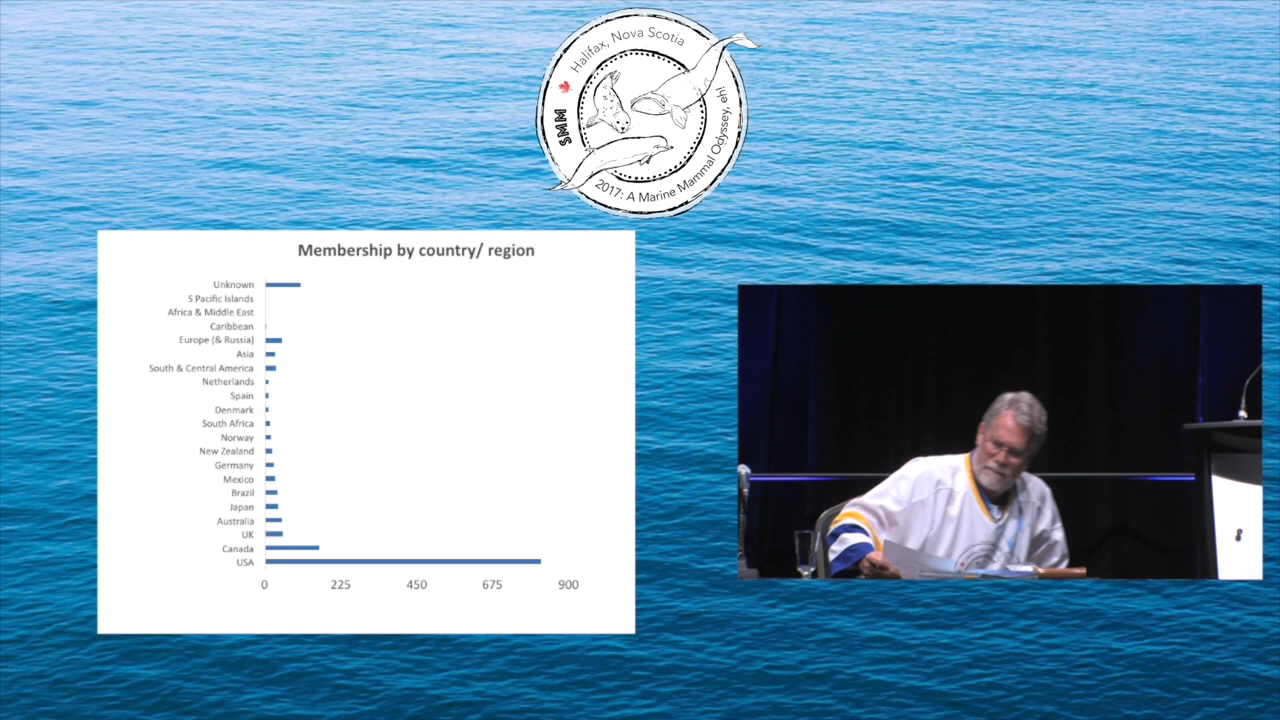 Halifax, Nova Scotia
SMM
2017: A Marine Mammal Odyssey, eh!
Membership by country/ region
Unknown
S Pacific Islands
Africa & Middle East
Caribbean
Europe (& Russia)
Asia
South & Central America
Netherlands
Spain
Denmark
South Africa
Norway
New Zealand
Germany
Mexico
Brazil
Japan
Australia
UK
Canada
USA
0 225 450 675 900